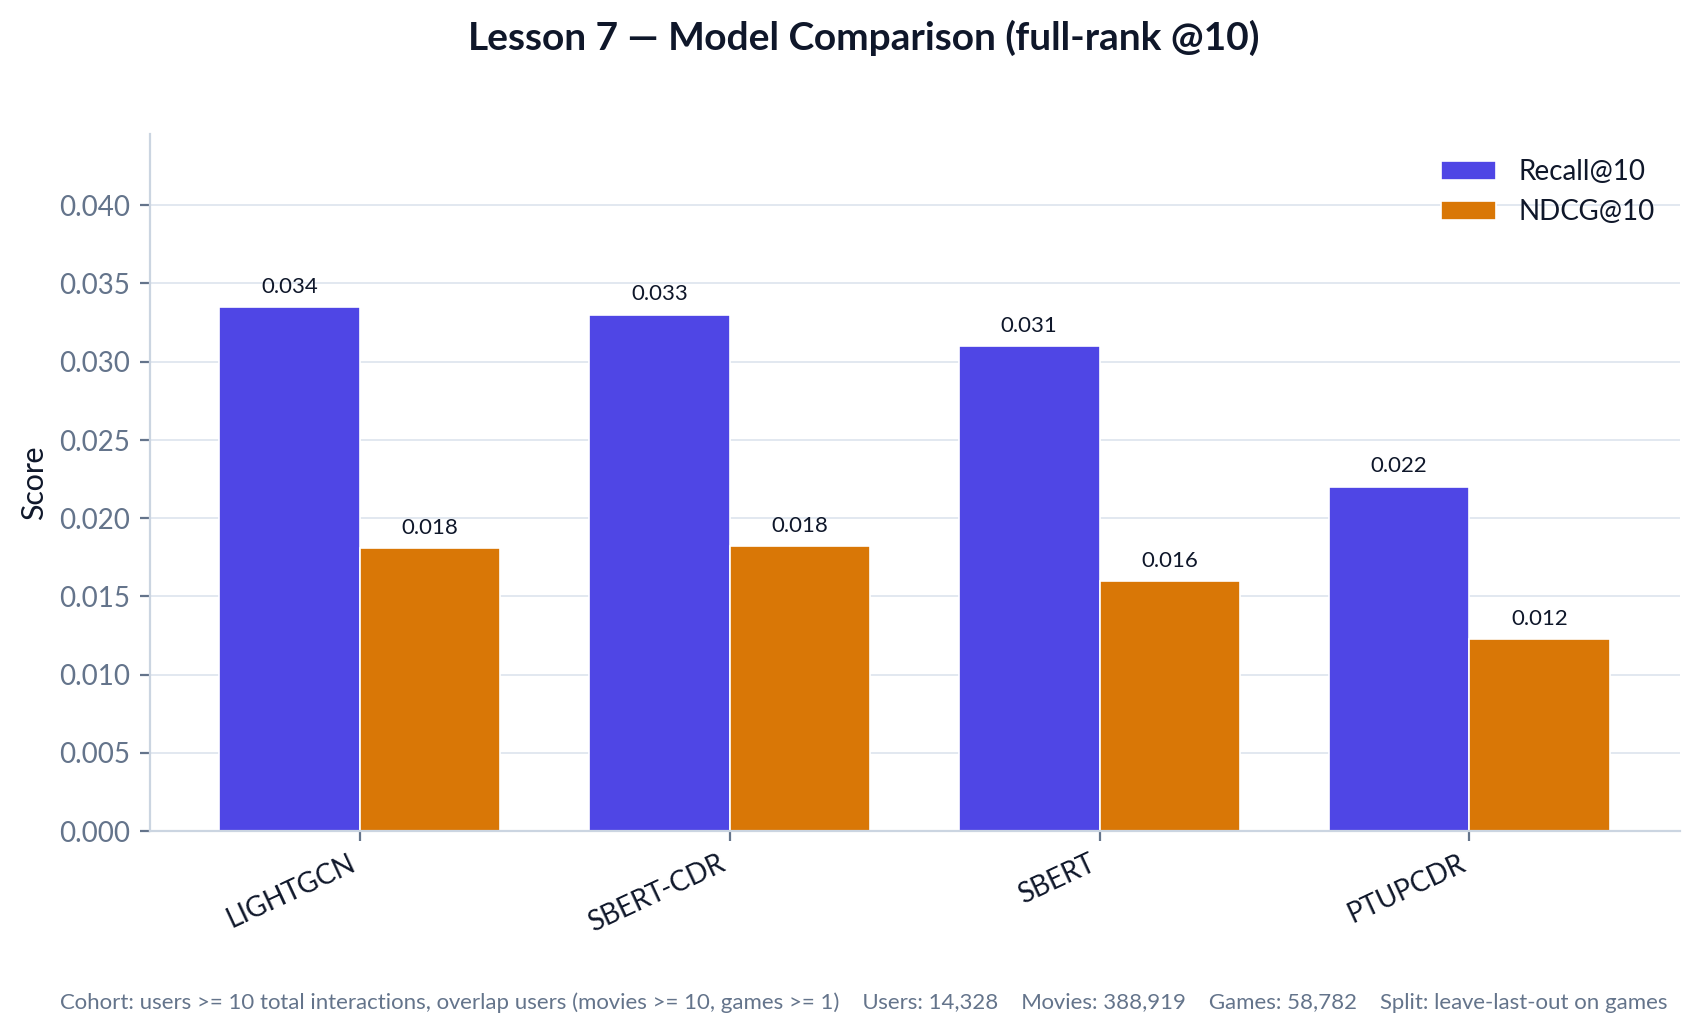 Lesson 7 — Model Comparison (full-rank @10)
Recall@10
NDCG@10
Score
0.040
0.035
0.030
0.025
0.020
0.015
0.010
0.005
0.000
0.034
0.018
0.033
0.018
0.031
0.016
0.022
0.012
LIGHTGCN
SBERT-CDR
SBERT
PTUPCDR
Cohort: users >= 10 total interactions, overlap users (movies >= 10, games >= 1) Users: 14,328 Movies: 388,919 Games: 58,782 Split: leave-last-out on games